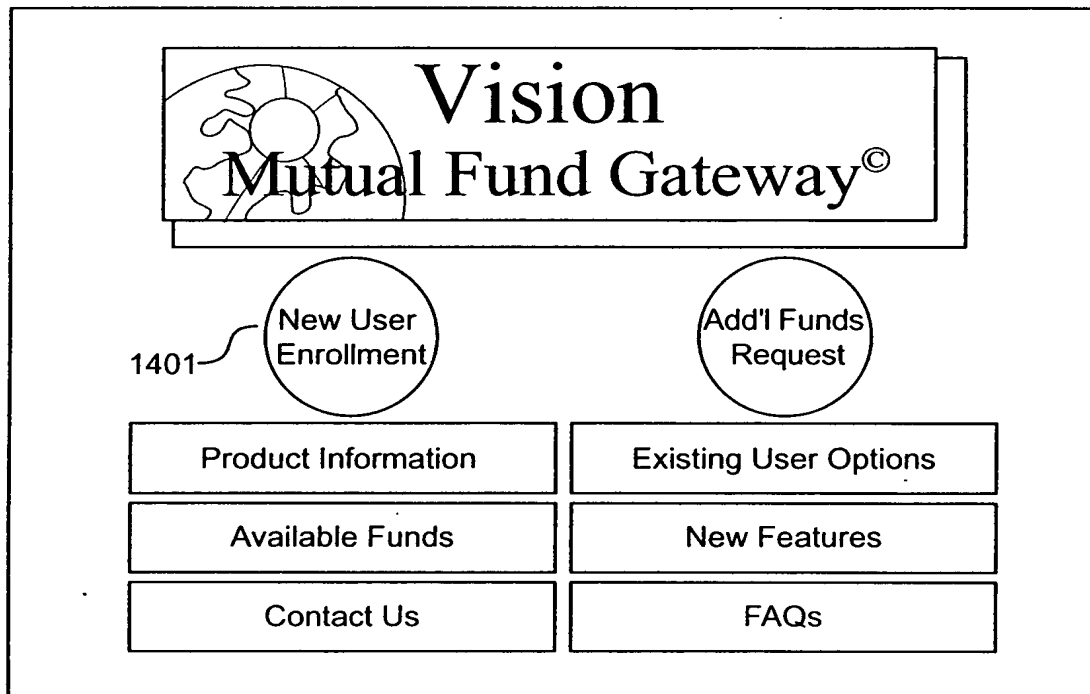 Vision
Mutual Fund Gateway©
New User
Enrollment
1401
Add'l Funds
Request
Product Information
Existing User Options
Available Funds
New Features
Contact Us
FAQs